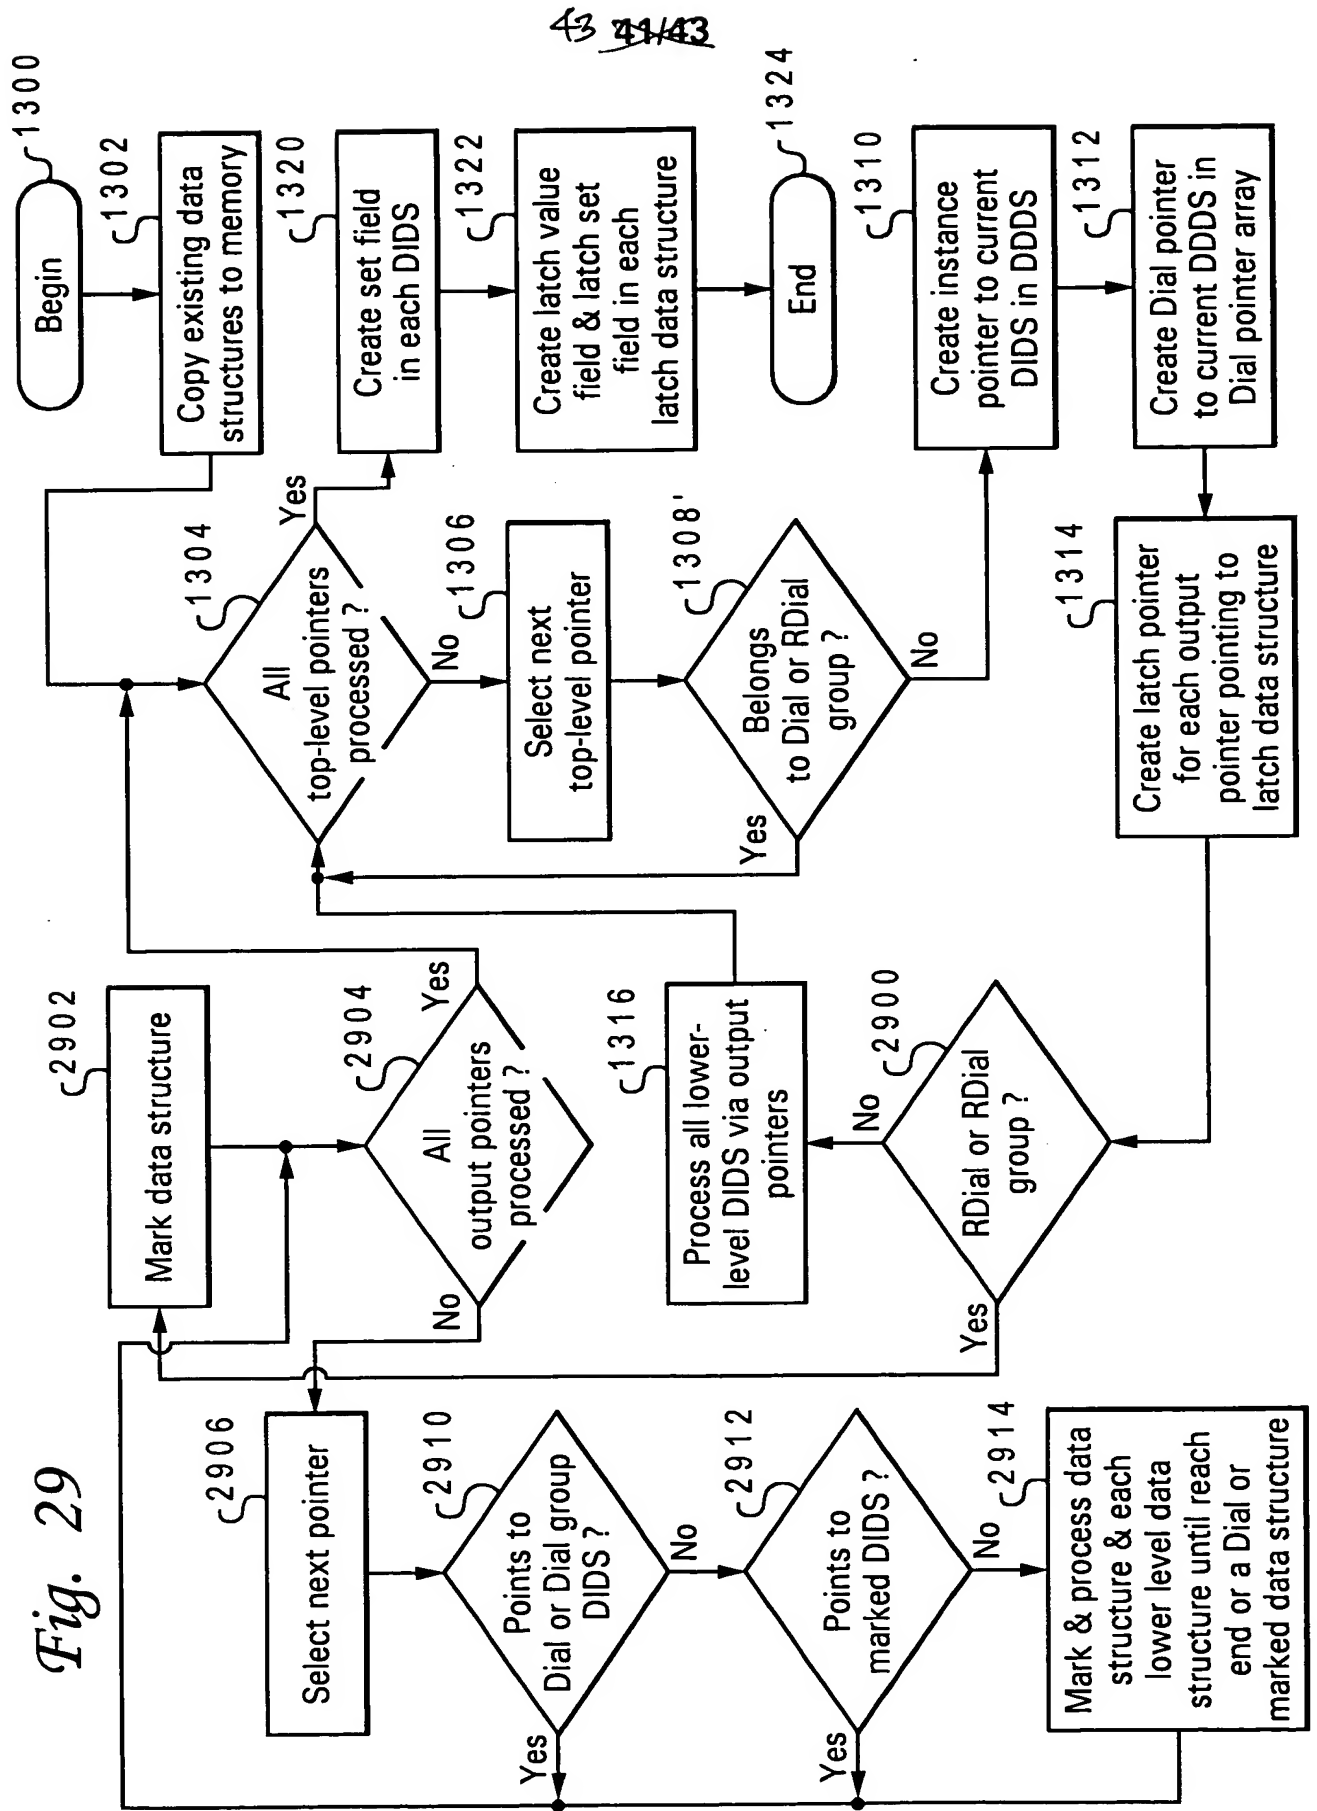 43 41/43
Fig. 29
Begin
1300
Copy existing data
structures to memory
1302
All
top-level pointers
processed ?
1304
Yes
No
Create set field
in each DIDS
1320
Create latch value
field & latch set
field in each
latch data structure
1322
End
1324
Select next
top-level pointer
1306
Belongs
to Dial or RDial
group ?
1308'
Yes
No
Create instance
pointer to current
DIDS in DDDS
1310
Create Dial pointer
to current DDDS in
Dial pointer array
1312
Create latch pointer
for each output
pointer pointing to
latch data structure
1314
RDial or RDial
group ?
2900
No
Yes
Process all lower-
level DIDS via output
pointers
1316
Mark data structure
2902
All
output pointers
processed ?
2904
Yes
No
Select next pointer
2906
Points to
Dial or Dial group
DIDS ?
2910
Yes
No
Points to
marked DIDS ?
2912
Yes
No
Mark & process data
structure & each
lower level data
structure until reach
end or a Dial or
marked data structure
2914